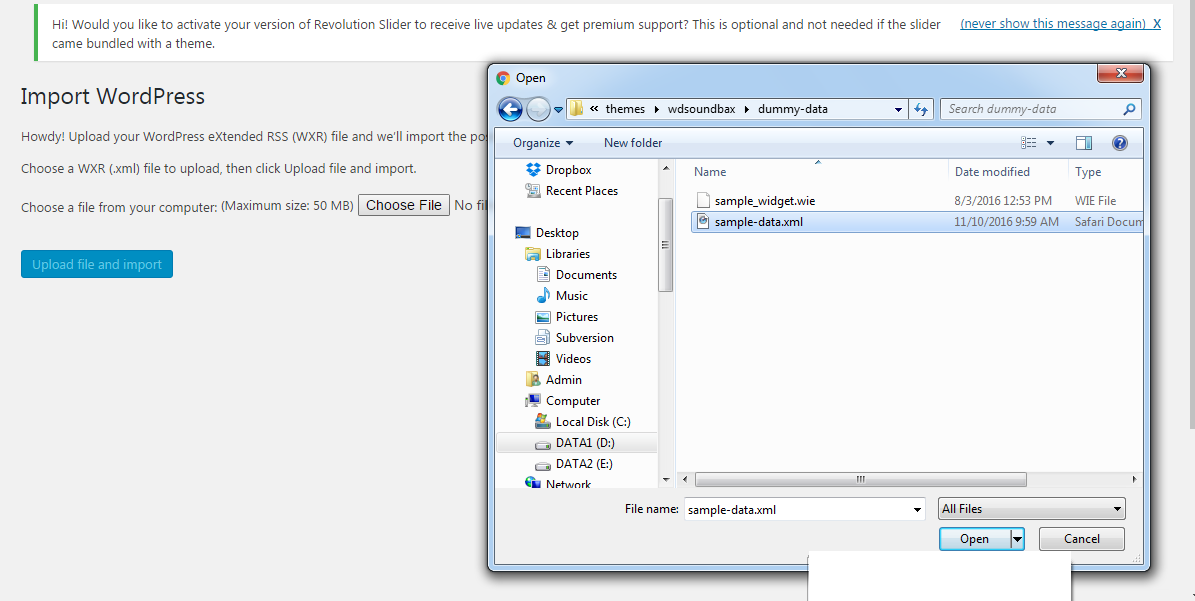 Hi! Would you like to activate your version of Revolution Slider to receive live updates & get premium support? This is optional and not needed if the slider
came bundled with a theme.
(never show this message again) X
Import WordPress
Howdy! Upload your WordPress eXtended RSS (WXR) file and we'll import the pos
Choose a WXR (.xml) file to upload, then click Upload file and import.
Choose a file from your computer: (Maximum size: 50 MB) Choose File No fil
Upload file and import
Open
« themes wdsoundbax dummy-data
Search dummy-data
Organize New folder
Dropbox
Recent Places
Desktop
Libraries
Documents
Music
Pictures
Subversion
Videos
Admin
Computer
Local Disk (C:)
DATA1 (D:)
DATA2 (E:)
Network
Name Date modified Type
sample_widget.wie 8/3/2016 12:53 PM WIE File
sample-data.xml 11/10/2016 9:59 AM Safari Docum
File name: sample-data.xml All Files
Open Cancel